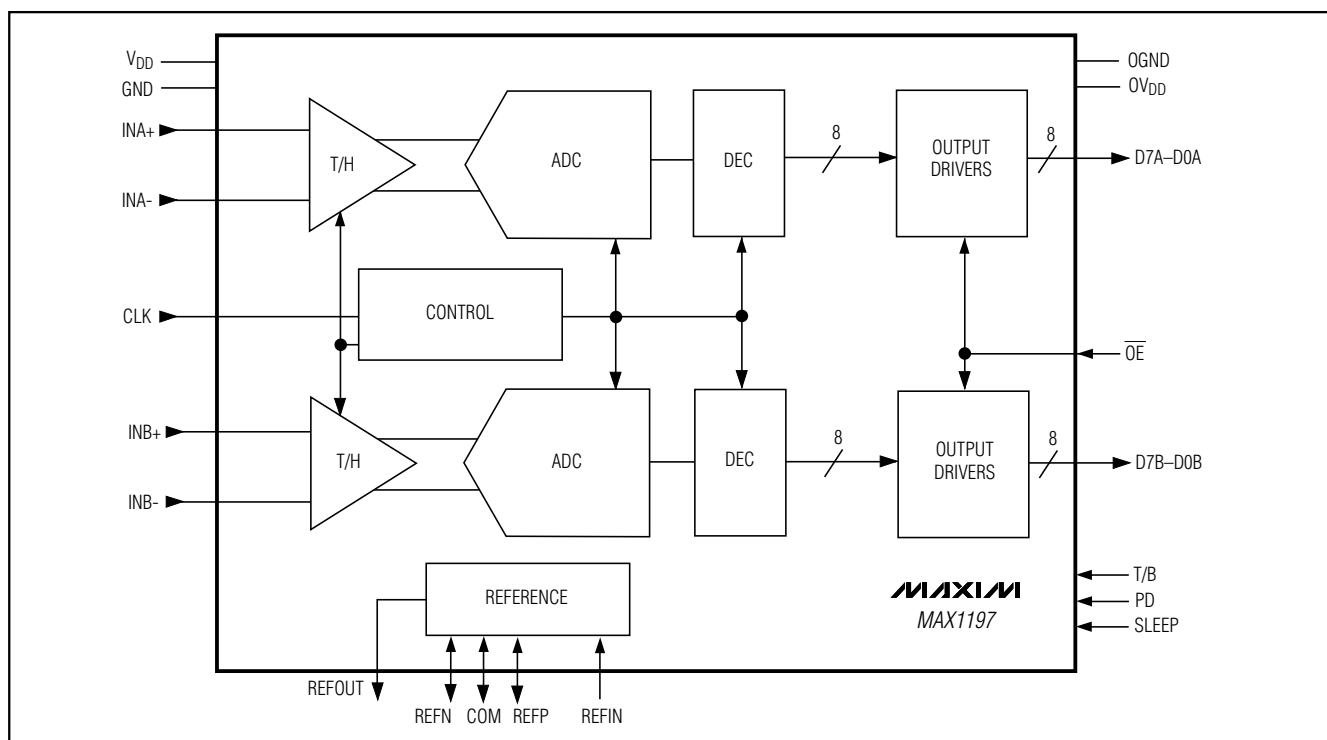 VDD
GND
INA+
INA-
CLK
INB+
INB-
T/H
ADC
DEC
8
OUTPUT
DRIVERS
8
OGND
OVDD
D7A–D0A
CONTROL
O̅E̅
T/H
ADC
DEC
8
OUTPUT
DRIVERS
8
D7B–D0B
REFERENCE
MAXIM
MAX1197
T/B
PD
SLEEP
REFOUT
REFN
COM
REFP
REFIN